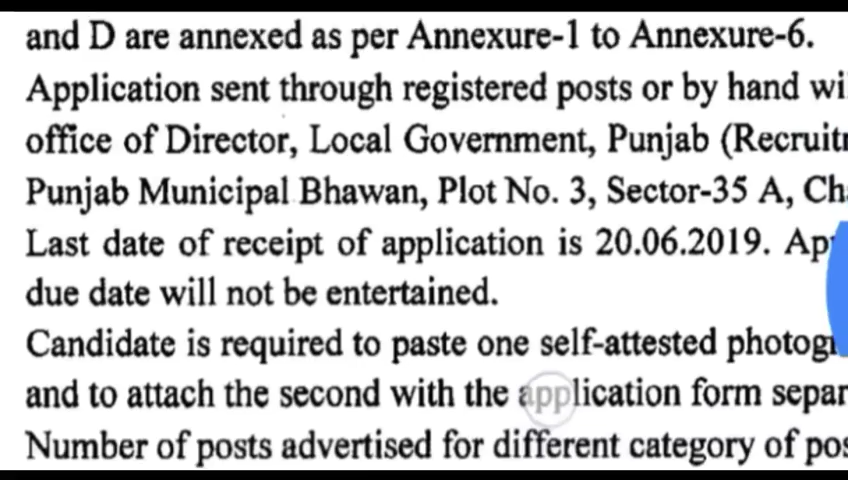 and D are annexed as per Annexure-1 to Annexure-6.
Application sent through registered posts or by hand
office of Director, Local Government, Punjab
Punjab Municipal Bhawan, Plot No. 3, Sector-35 A,
Last date of receipt of application is 20.06.2019.
due date will not be entertained.
Candidate is required to paste one self-attested
and to attach the second with the application form
Number of posts advertised for different category of